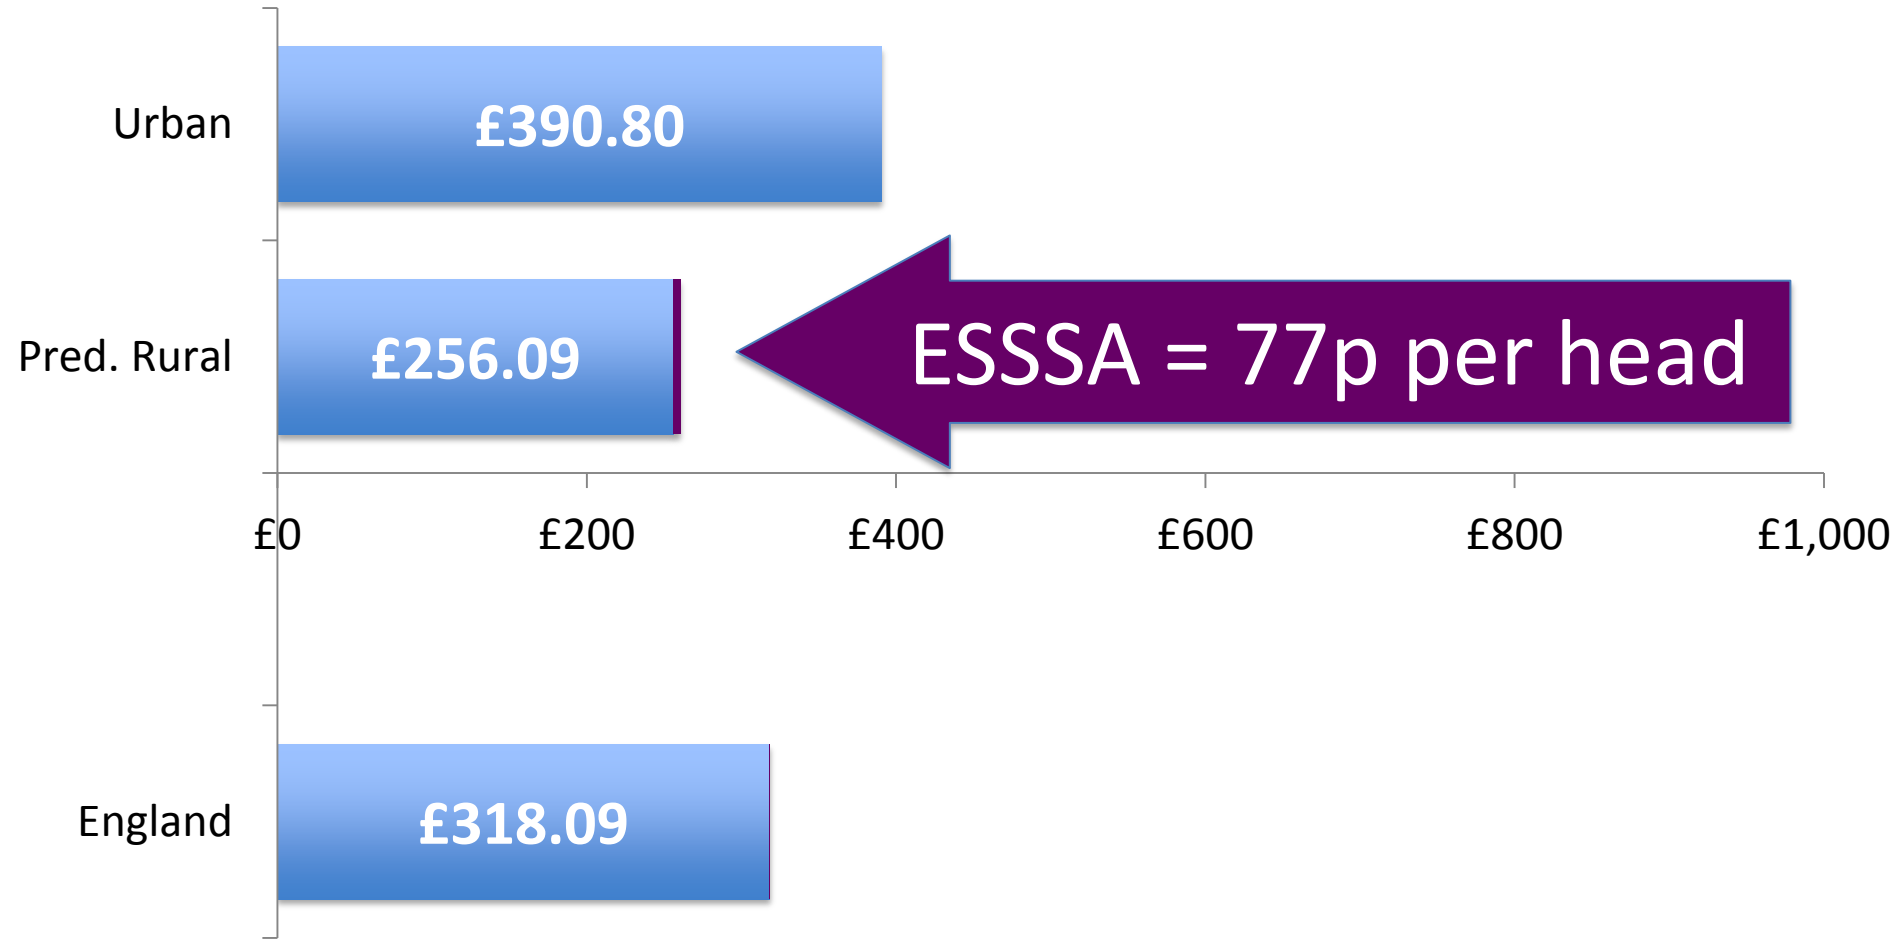 Urban
£390.80
Pred. Rural
£256.09
ESSSA = 77p per head
£0 £200 £400 £600 £800 £1,000
England
£318.09